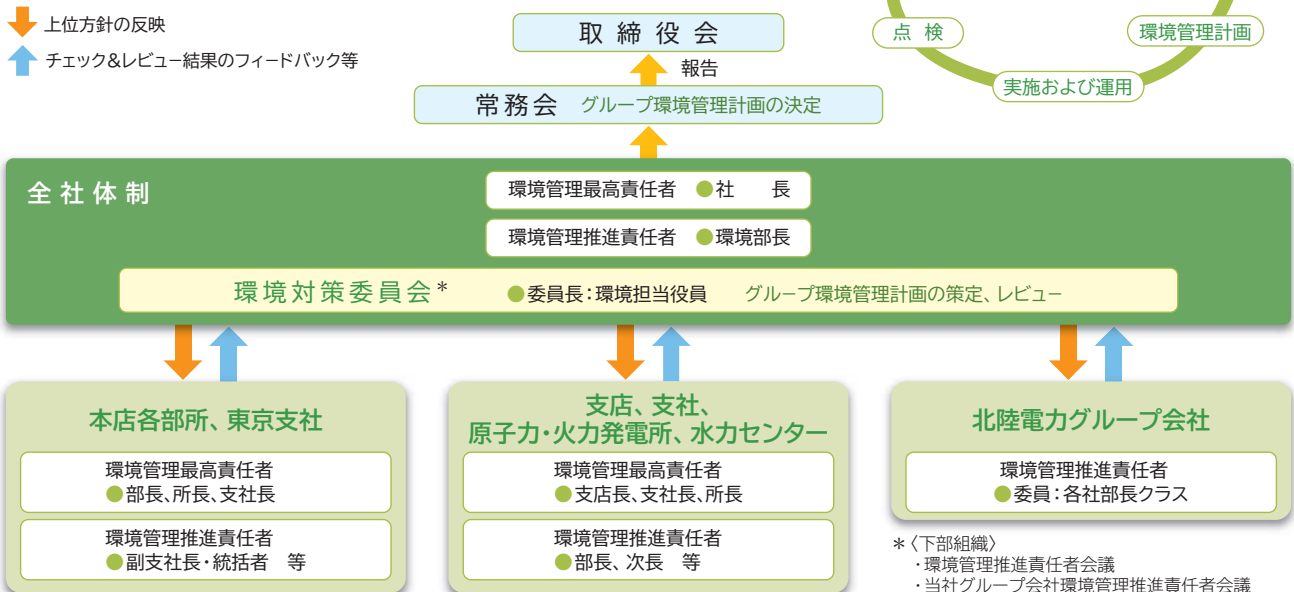 上位方針の反映
チェック&レビュー結果のフィードバック等
取締役会
報告
常務会 グループ環境管理計画の決定
点検
環境管理計画
実施および運用
全社体制
環境管理最高責任者 ●社　長
環境管理推進責任者 ●環境部長
環境対策委員会* ●委員長：環境担当役員 グループ環境管理計画の策定、レビュー
本店各部所、東京支社
環境管理最高責任者
●部長、所長、支社長
環境管理推進責任者
●副支社長・統括者　等
支店、支社、
原子力・火力発電所、水力センター
環境管理最高責任者
●支店長、支社長、所長
環境管理推進責任者
●部長、次長　等
北陸電力グループ会社
環境管理推進責任者
●委員：各社部長クラス
*〈下部組織〉
・環境管理推進責任者会議
・当社グループ会社環境管理推進責任者会議